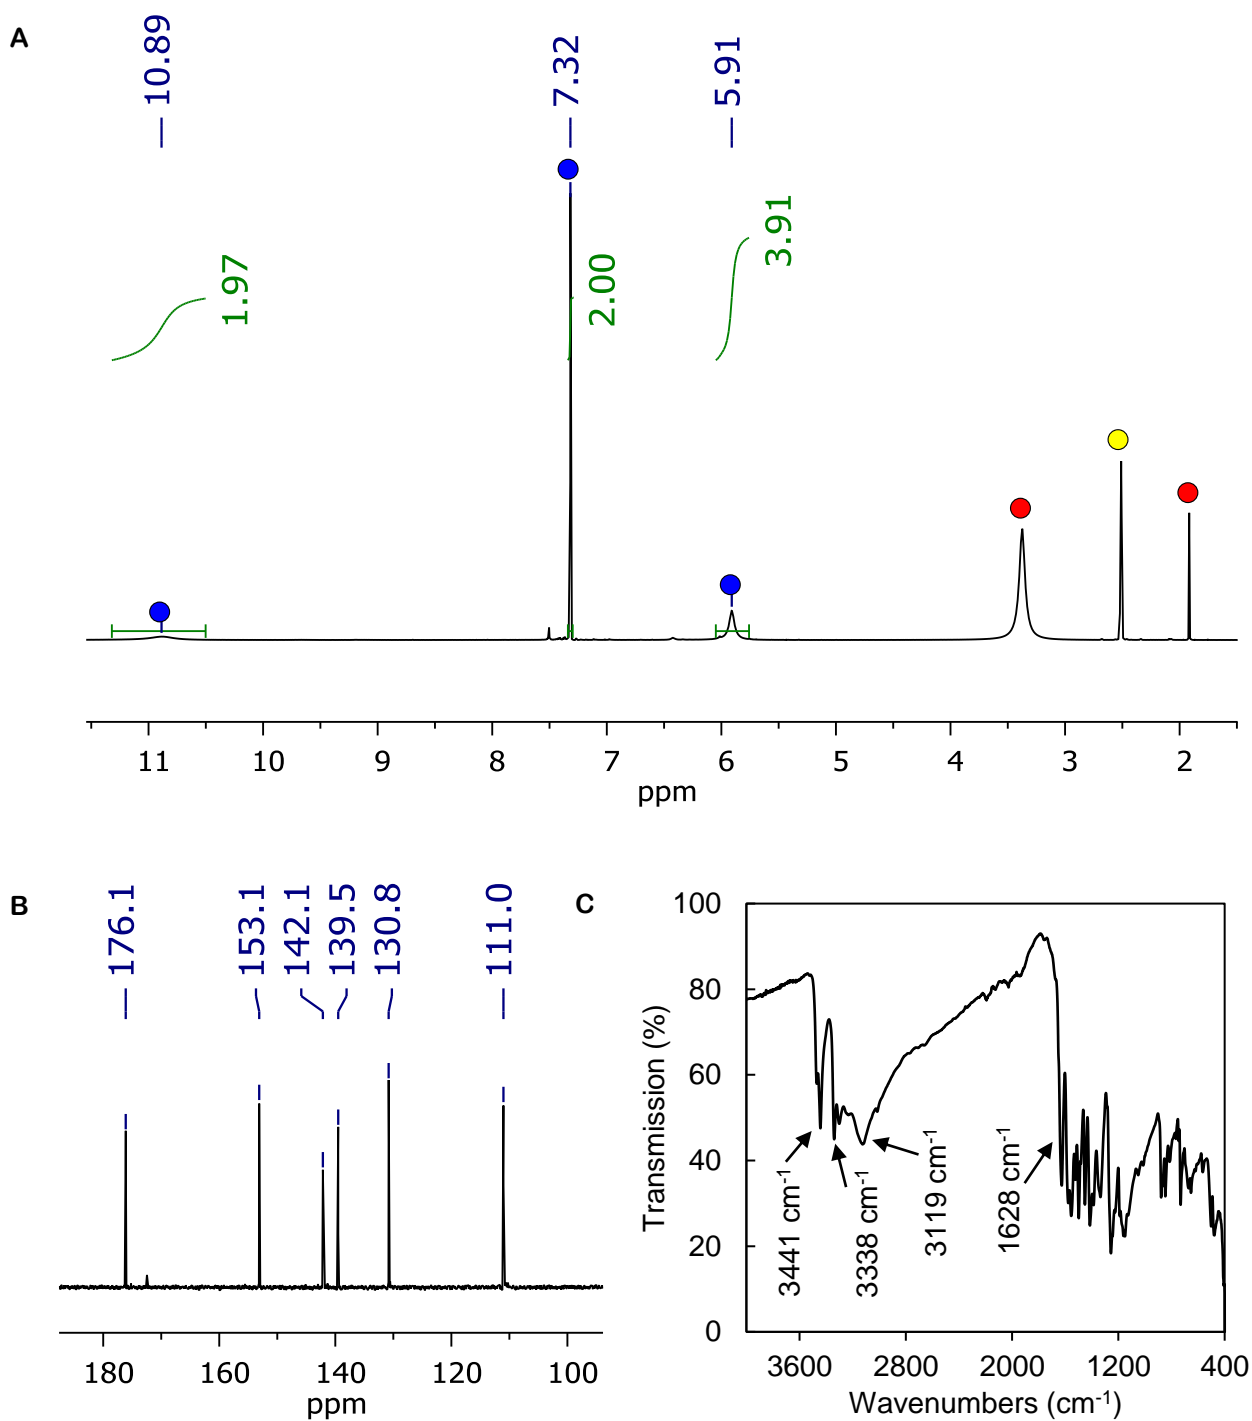 A
10.89
7.32
5.91
1.97
2.00
3.91
11 10 9 8 7 6 5 4 3 2
ppm
B
176.1
153.1
142.1
139.5
130.8
111.0
180 160 140 120 100
ppm
C
Transmission (%)
100
80
60
40
20
0
3441 cm-1
3338 cm-1
3119 cm-1
1628 cm-1
3600 2800 2000 1200 400
Wavenumbers (cm-1)